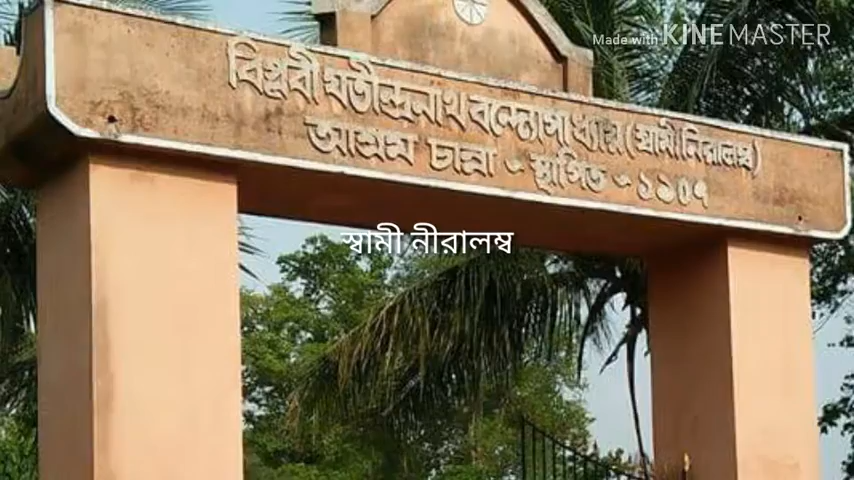 Made with KINEMASTER
বিপ্লবী যতীন্দ্রনাথ বন্দ্যোপাধ্যায় (স্বামী নিরালম্ব)
আশ্রম চান্না - স্থাপিত - ১৯০৭
স্বামী নীরালম্ব